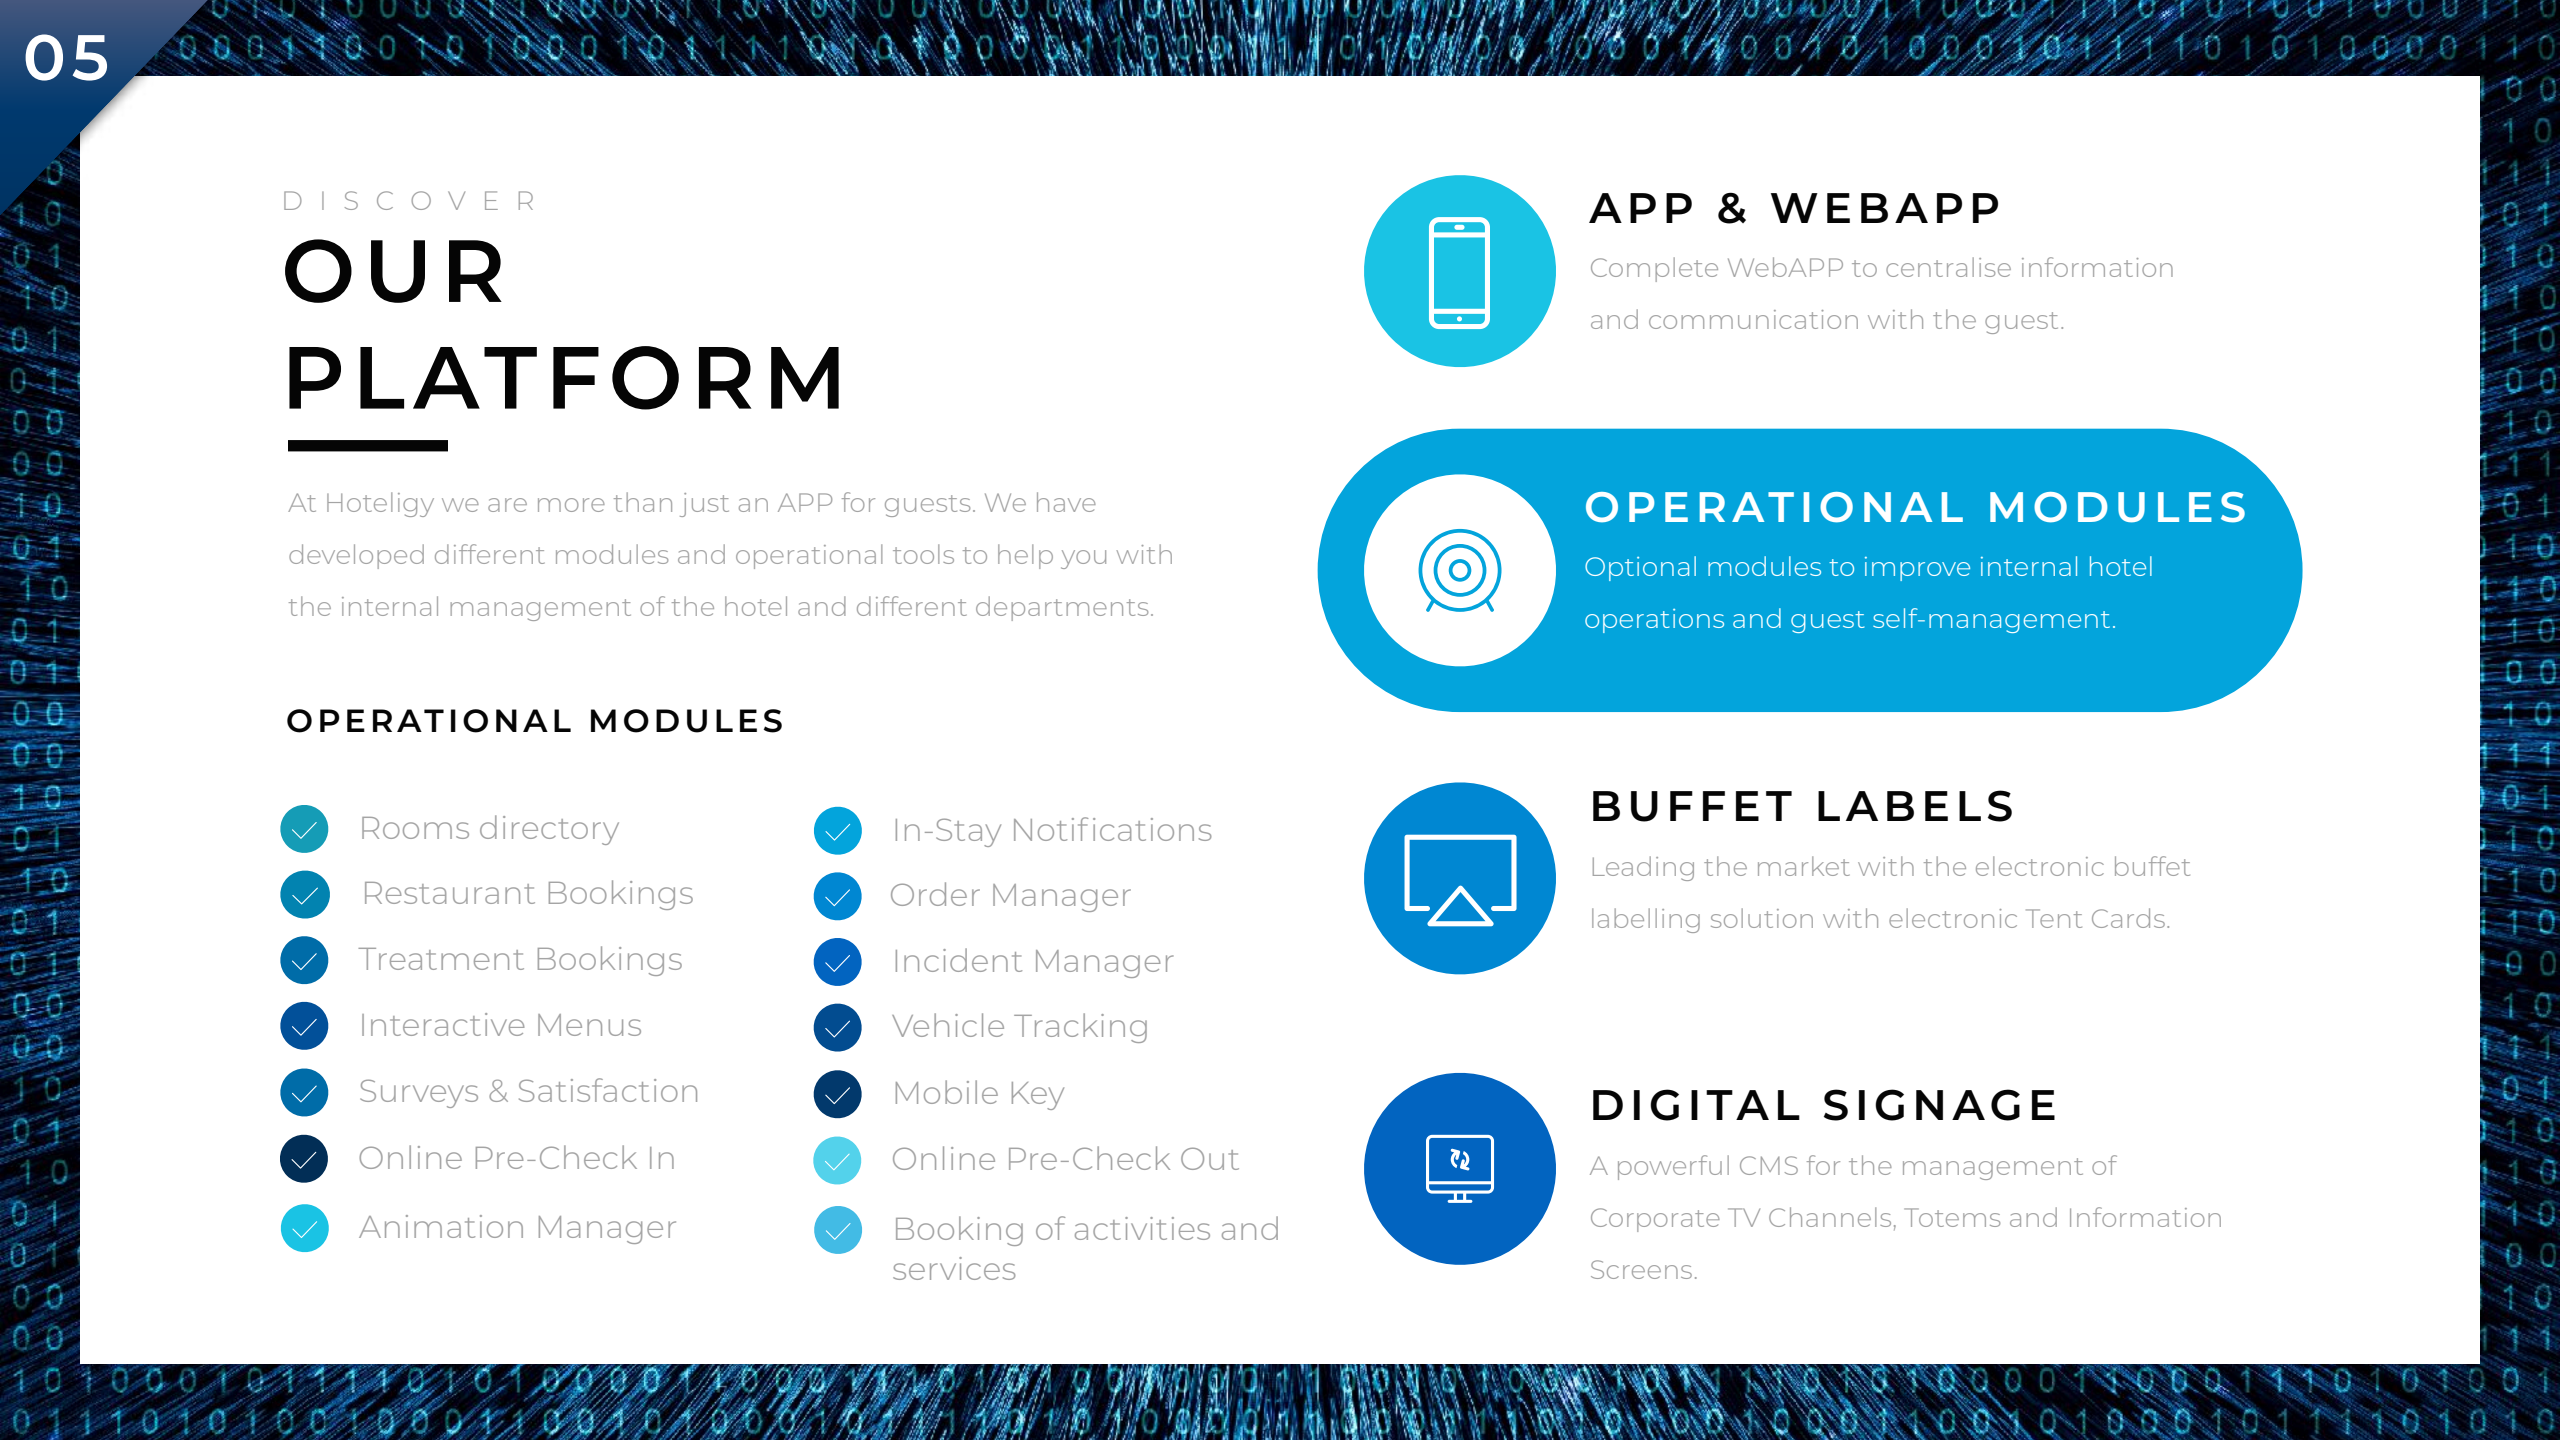 05
DISCOVER
OUR
PLATFORM
At Hoteligy we are more than just an APP for guests. We have
developed different modules and operational tools to help you with
the internal management of the hotel and different departments.
OPERATIONAL MODULES
Rooms directory
Restaurant Bookings
Treatment Bookings
Interactive Menus
Surveys & Satisfaction
Online Pre-Check In
Animation Manager
In-Stay Notifications
Order Manager
Incident Manager
Vehicle Tracking
Mobile Key
Online Pre-Check Out
Booking of activities and
services
APP & WEBAPP
Complete WebAPP to centralise information
and communication with the guest.
OPERATIONAL MODULES
Optional modules to improve internal hotel
operations and guest self-management.
BUFFET LABELS
Leading the market with the electronic buffet
labelling solution with electronic Tent Cards.
DIGITAL SIGNAGE
A powerful CMS for the management of
Corporate TV Channels, Totems and Information
Screens.